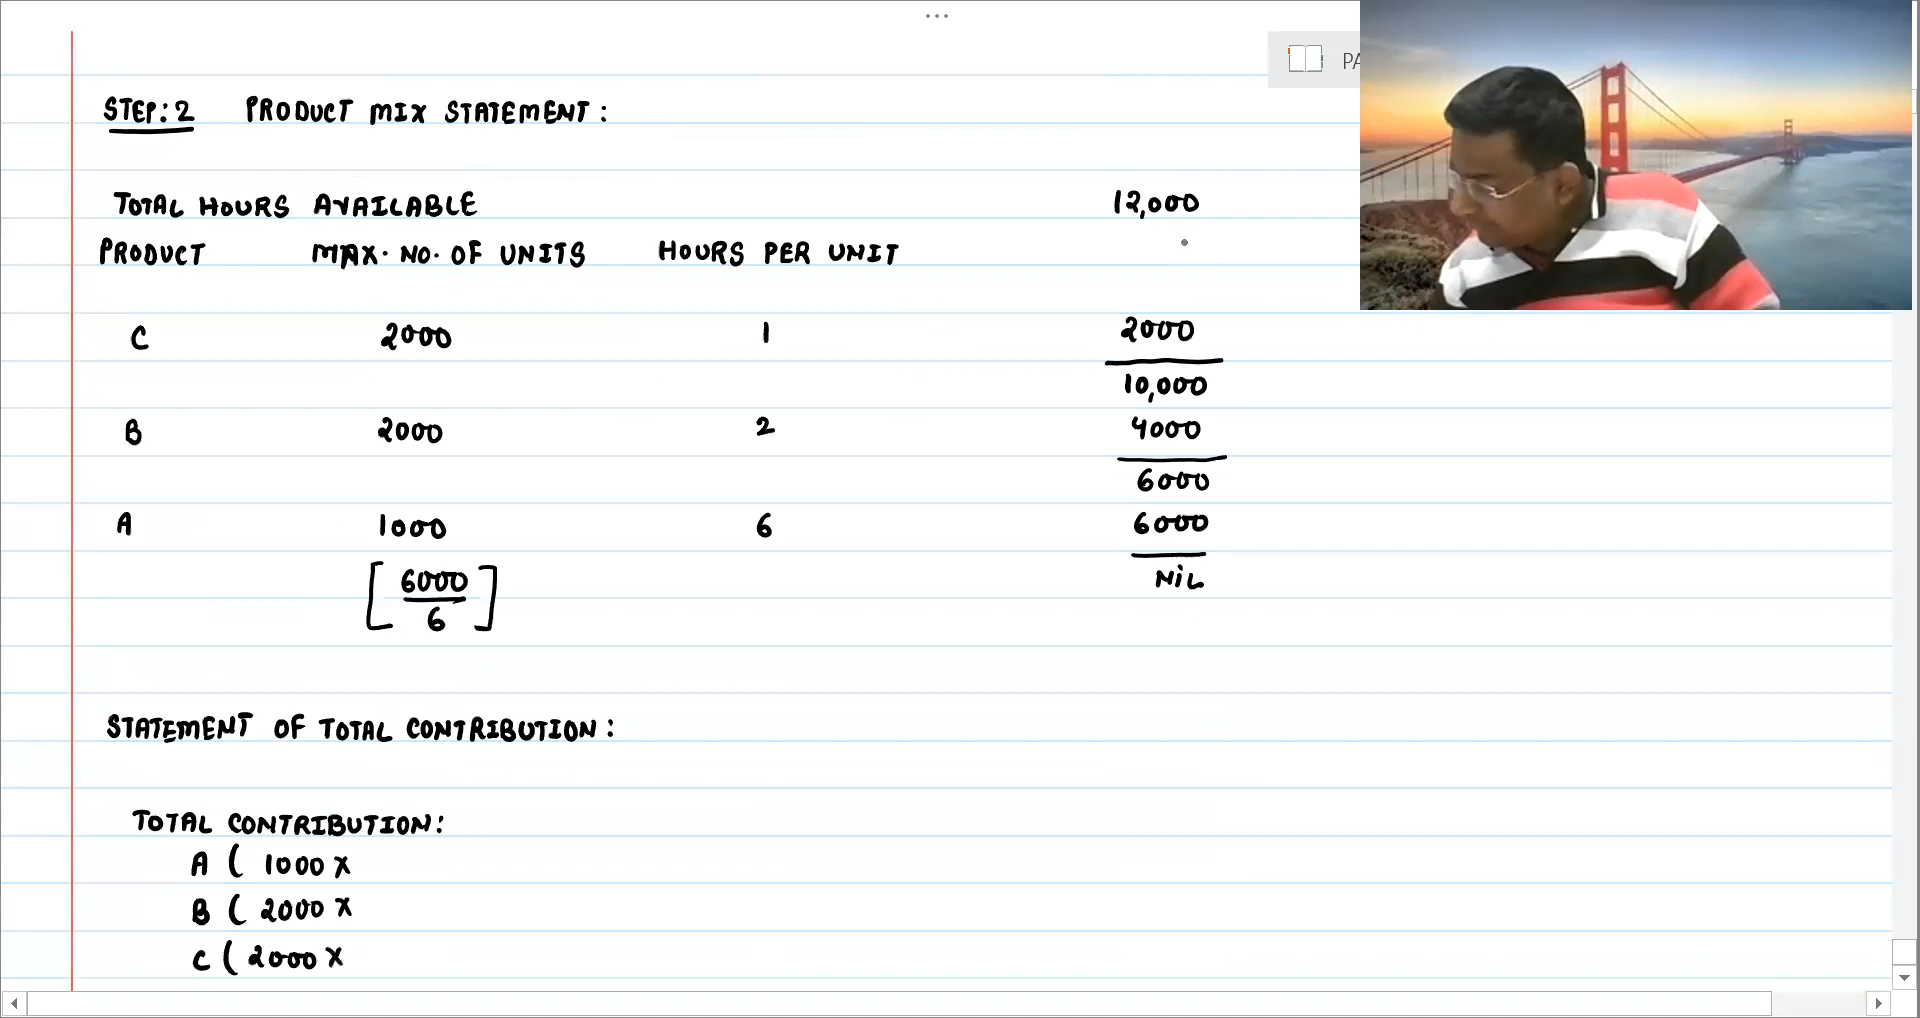 PA
STEP:2 PRODUCT MIX STATEMENT:
TOTAL HOURS AVAILABLE 12,000
PRODUCT MAX. NO. OF UNITS HOURS PER UNIT
C 2000 1 2000
10,000
B 2000 2 4000
6000
A 1000 6 6000
[6000/6] NIL
STATEMENT OF TOTAL CONTRIBUTION:
TOTAL CONTRIBUTION:
A ( 1000 x
B ( 2000 x
C ( 2000 x